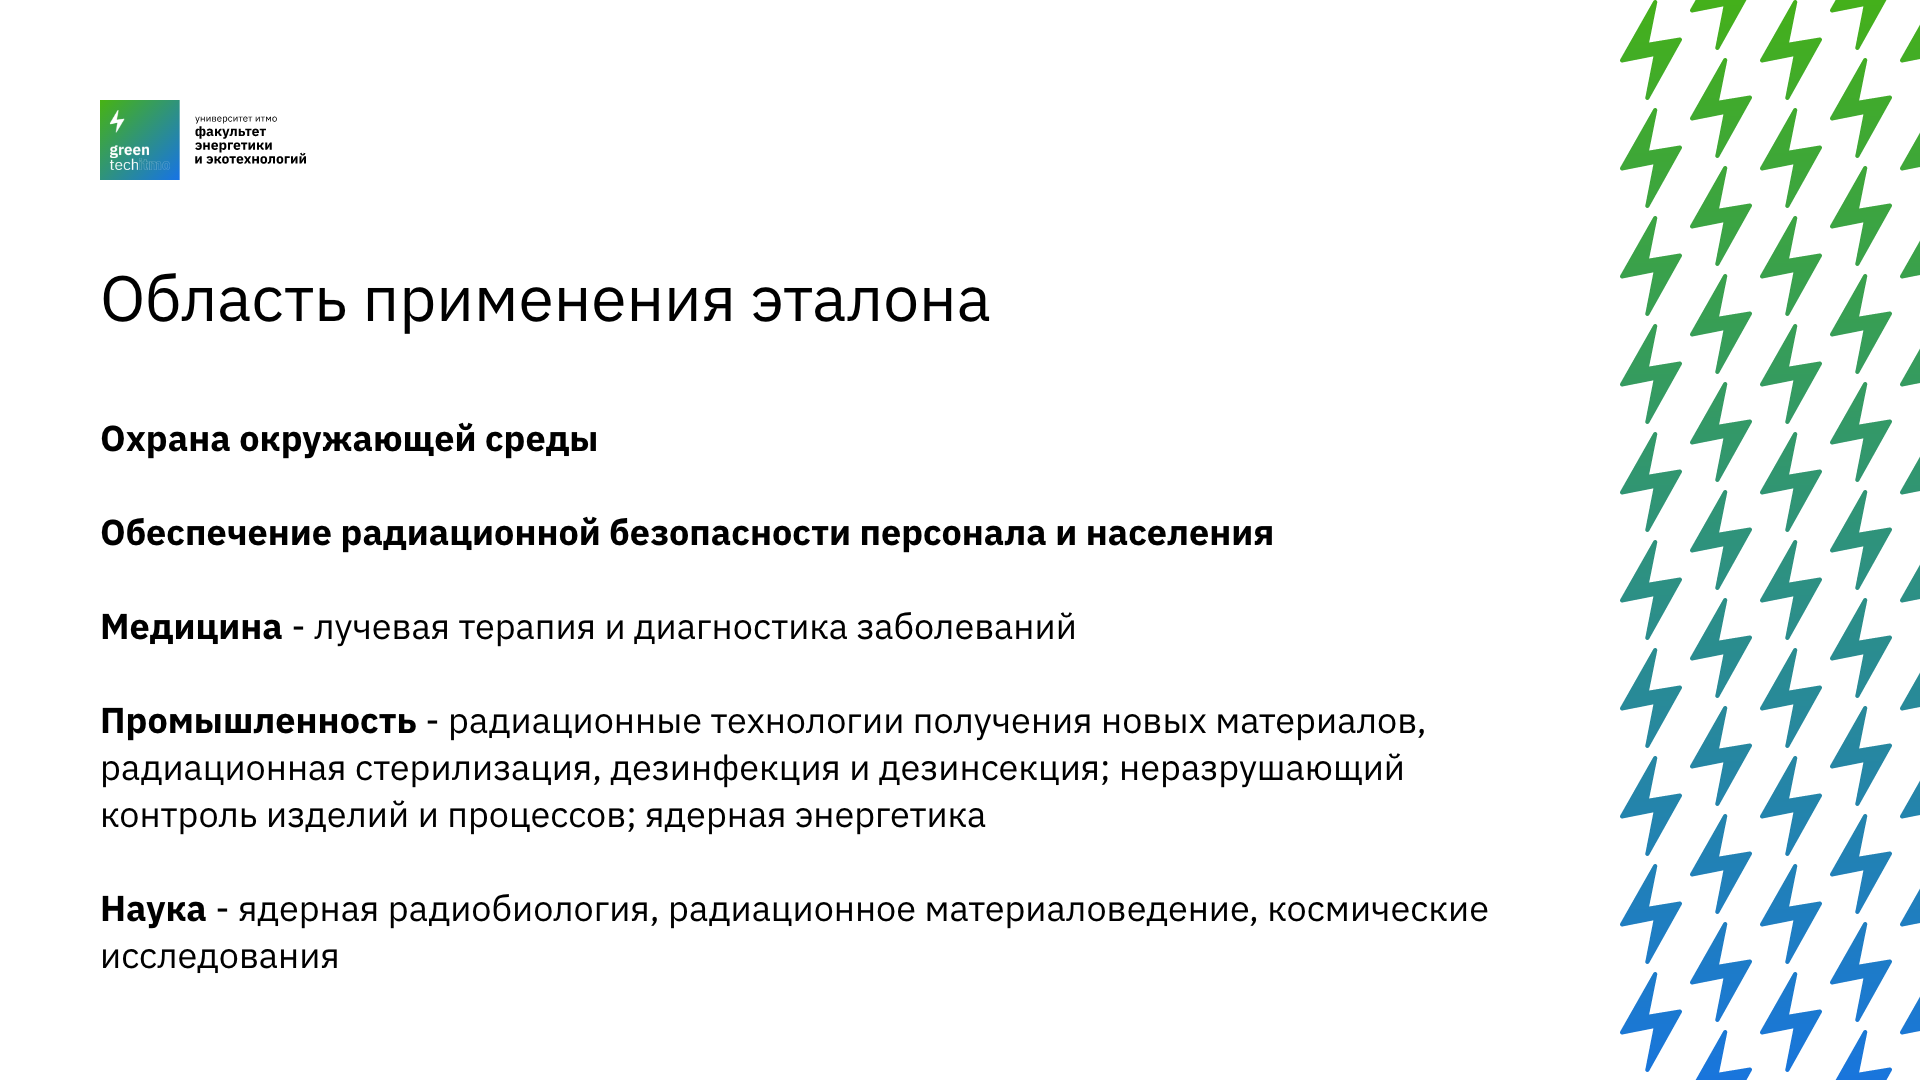 green
techitmo
университет итмо
факультет
энергетики
и экотехнологий
Область применения эталона
Охрана окружающей среды
Обеспечение радиационной безопасности персонала и населения
Медицина - лучевая терапия и диагностика заболеваний
Промышленность - радиационные технологии получения новых материалов,
радиационная стерилизация, дезинфекция и дезинсекция; неразрушающий
контроль изделий и процессов; ядерная энергетика
Наука - ядерная радиобиология, радиационное материаловедение, космические
исследования